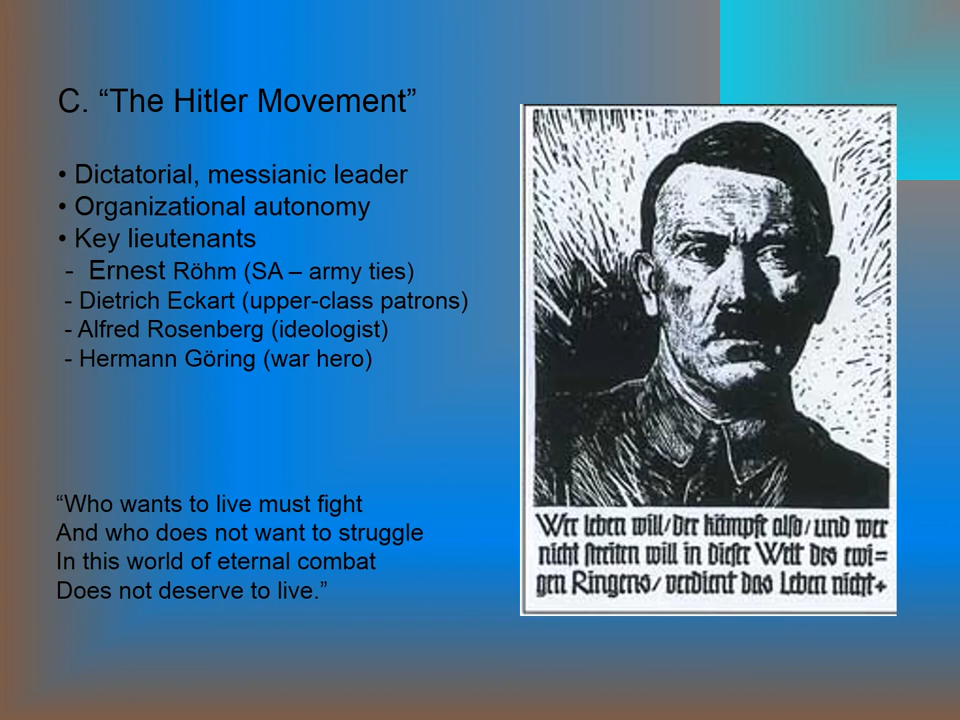 C. “The Hitler Movement”
• Dictatorial, messianic leader
• Organizational autonomy
• Key lieutenants
- Ernest Röhm (SA – army ties)
- Dietrich Eckart (upper-class patrons)
- Alfred Rosenberg (ideologist)
- Hermann Göring (war hero)
“Who wants to live must fight
And who does not want to struggle
In this world of eternal combat
Does not deserve to live.”
Wer leben will/der kämpft also/und wer
nicht streiten will in dieser Welt des ewi=
gen Ringens/verdient das Leben nicht+